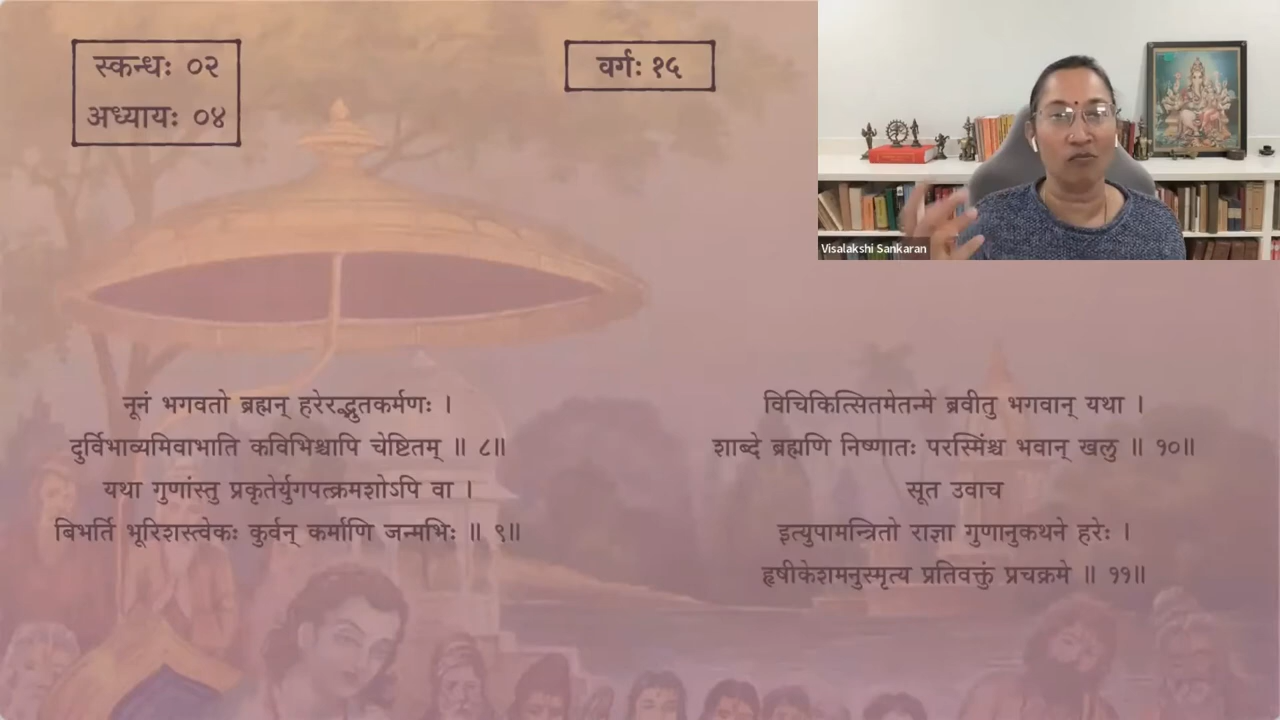 स्कन्धः ०२
अध्यायः ०४
वर्गः १५
Visalakshi Sankaran
नूनं भगवतो ब्रह्मन् हरेरद्भुतकर्मणः ।
दुर्विभाव्यमिवाभाति कविभिश्चापि चेष्टितम् ॥ ८॥
यथा गुणांस्तु प्रकृतेर्युगपत्क्रमशोऽपि वा ।
बिभर्ति भूरिशस्त्वेकः कुर्वन् कर्माणि जन्मभिः ॥ ९॥
विचिकित्सितमेतन्मे ब्रवीतु भगवान् यथा ।
शाब्दे ब्रह्मणि निष्णातः परस्मिंश्च भवान् खलु ॥ १०॥
सूत उवाच
इत्युपामन्त्रितो राज्ञा गुणानुकथने हरेः ।
हृषीकेशमनुस्मृत्य प्रतिवक्तुं प्रचक्रमे ॥ ११॥